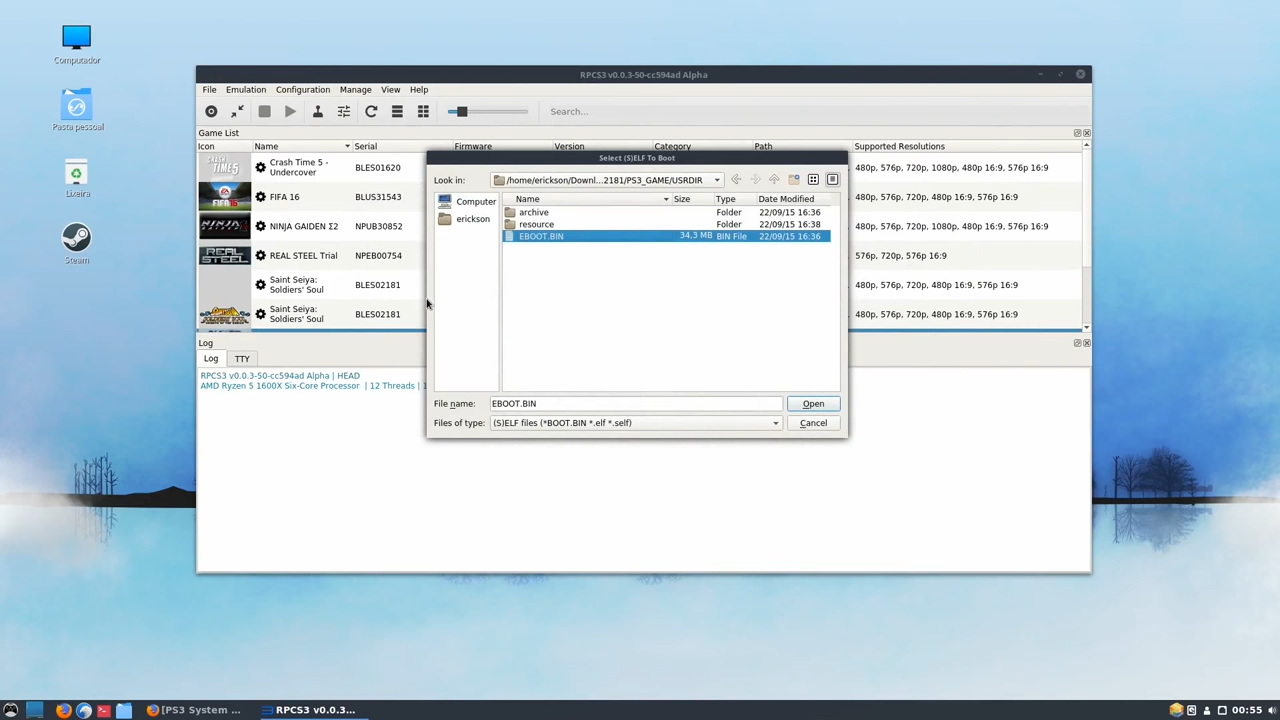 Computador
Pasta pessoal
Lixeira
Steam
RPCS3 v0.0.3-50-cc594ad Alpha
File Emulation Configuration Manage View Help
Search...
Game List
Icon Name Serial Firmware Version Category Path Supported Resolutions
CRASH TIME 5
Crash Time 5 -
Undercover
BLES01620
480p, 576p, 720p, 1080p, 480p 16:9, 576p 16:9
FIFA 16
BLUS31543
480p, 576p, 720p, 480p 16:9, 576p 16:9
NINJA
NINJA GAIDEN Σ2
NPUB30852
480p, 576p, 720p, 1080p, 480p 16:9, 576p 16:9
REAL STEEL
REAL STEEL Trial
NPEB00754
576p, 720p, 576p 16:9
Saint Seiya:
Soldiers' Soul
BLES02181
480p, 576p, 720p, 480p 16:9, 576p 16:9
Saint Seiya:
Soldiers' Soul
BLES02181
480p, 576p, 720p, 480p 16:9, 576p 16:9
Select (S)ELF To Boot
Look in: /home/erickson/Downl...2181/PS3_GAME/USRDIR
Computer
erickson
Name Size Type Date Modified
archive Folder 22/09/15 16:36
resource Folder 22/09/15 16:38
EBOOT.BIN 34,3 MB BIN File 22/09/15 16:36
File name: EBOOT.BIN Open
Files of type: (S)ELF files (*BOOT.BIN *.elf *.self) Cancel
Log
Log TTY
RPCS3 v0.0.3-50-cc594ad Alpha | HEAD
AMD Ryzen 5 1600X Six-Core Processor | 12 Threads |
[PS3 System ... RPCS3 v0.0.3... 00:55